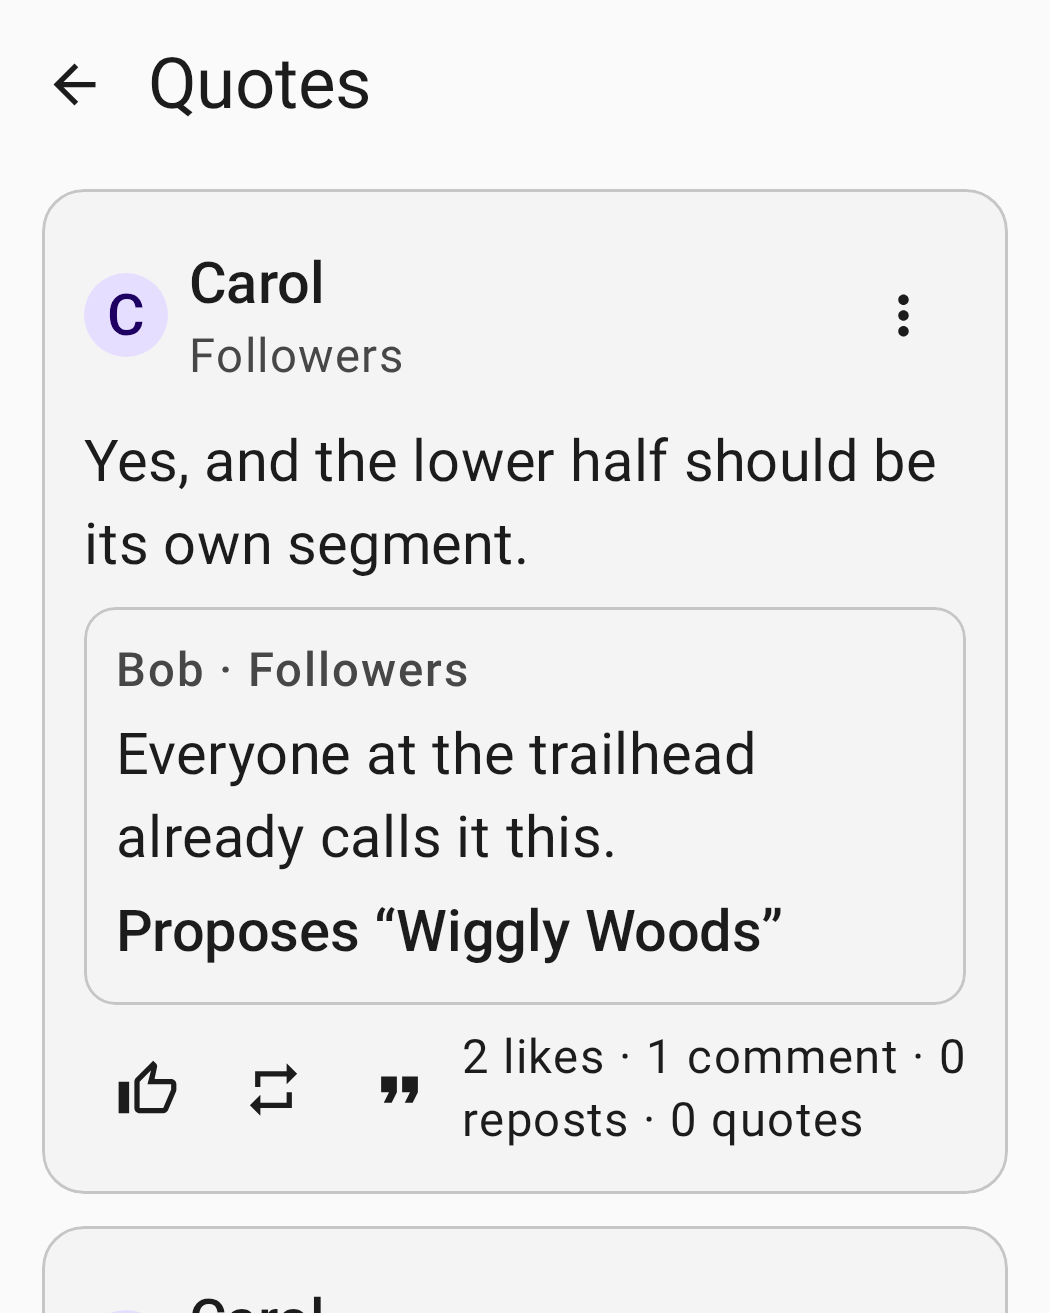 Quotes
C
Carol
Followers
Yes, and the lower half should be
its own segment.
Bob · Followers
Everyone at the trailhead
already calls it this.
Proposes “Wiggly Woods”
2 likes · 1 comment · 0
reposts · 0 quotes
Carol